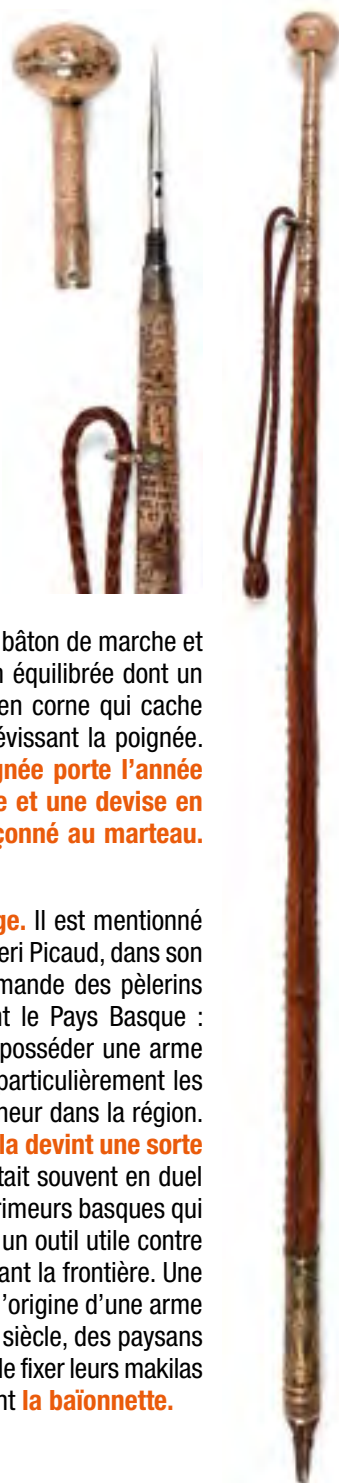 bâton de marche et
équilibrée dont un
en corne qui cache
évissant la poignée.
gnée porte l'année
e et une devise en
çonné au marteau.
ge. Il est mentionné
eri Picaud, dans son
mande des pèlerins
nt le Pays Basque :
posséder une arme
particulièrement les
neur dans la région.
la devint une sorte
tait souvent en duel
rimeurs basques qui
un outil utile contre
ant la frontière. Une
l'origine d'une arme
siècle, des paysans
de fixer leurs makilas
nt la baïonnette.